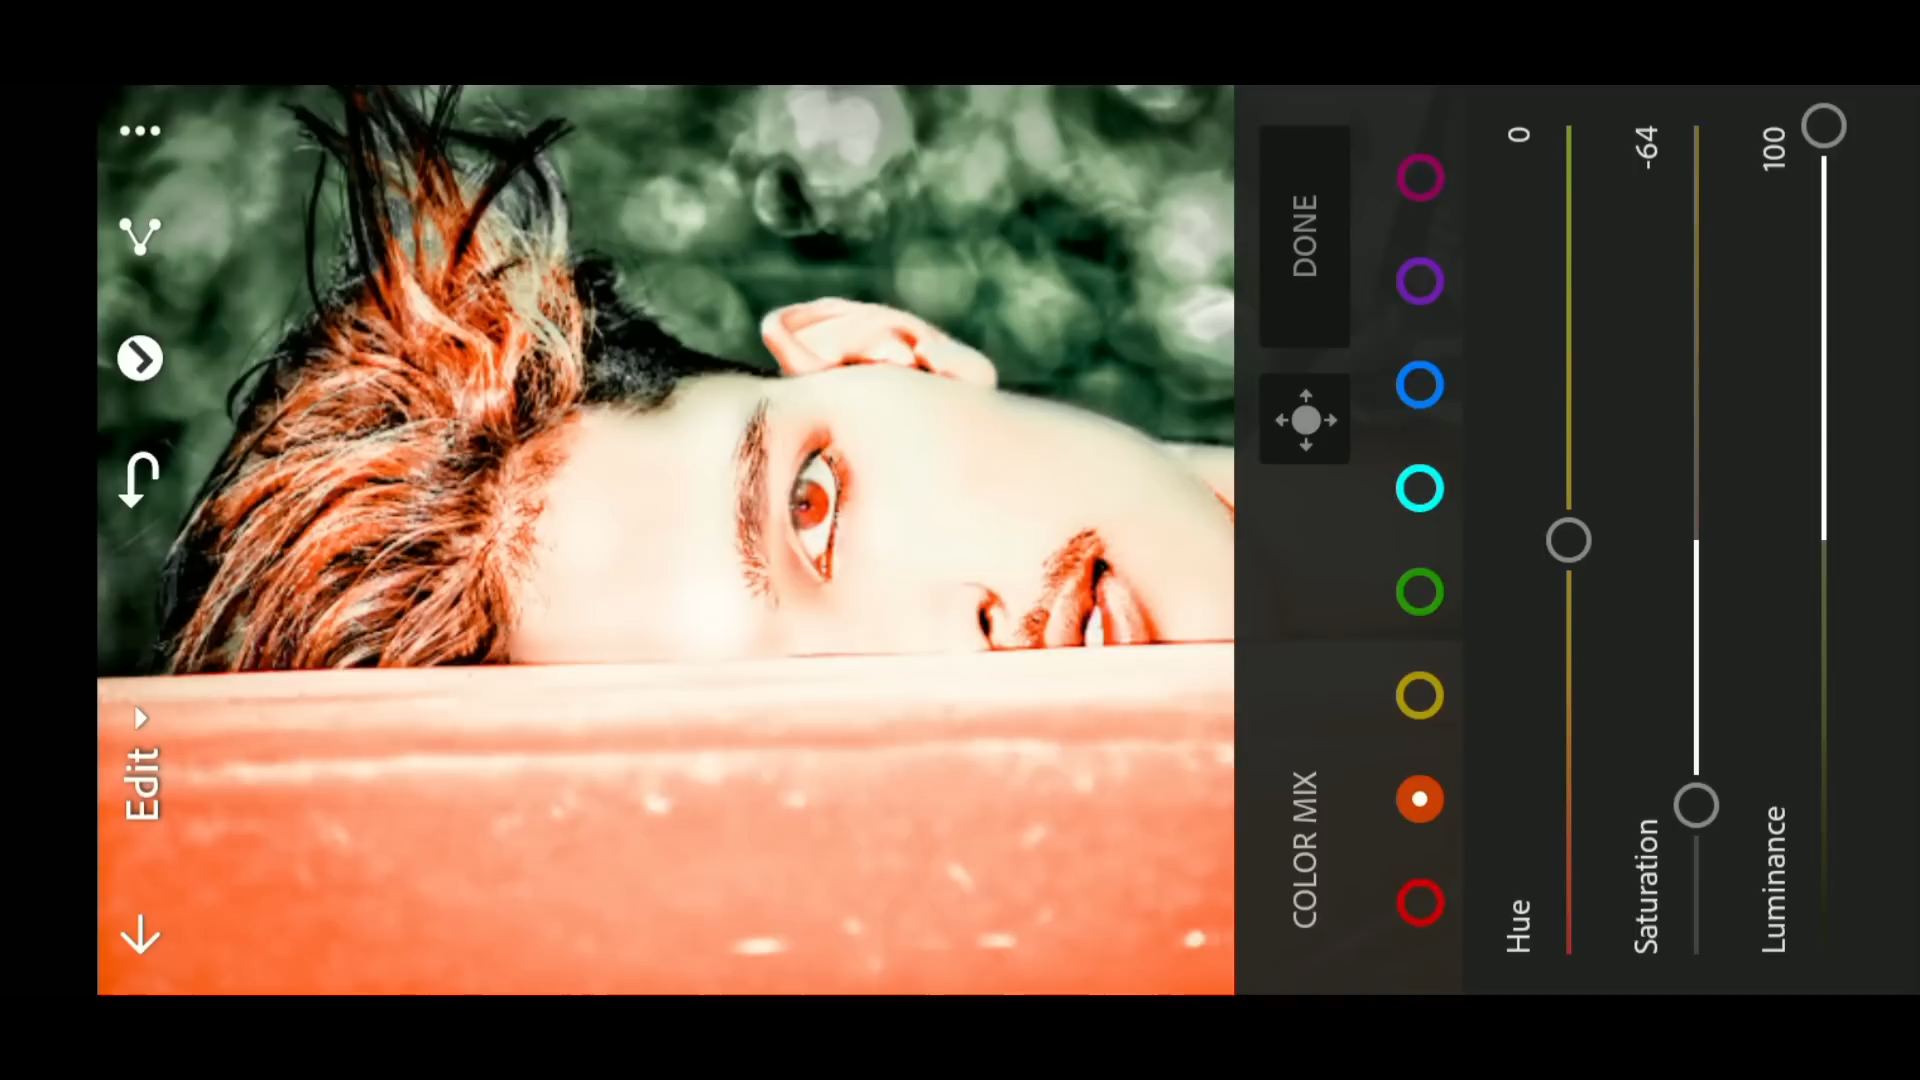 Edit
COLOR MIX
DONE
Hue
0
Saturation
-64
Luminance
100